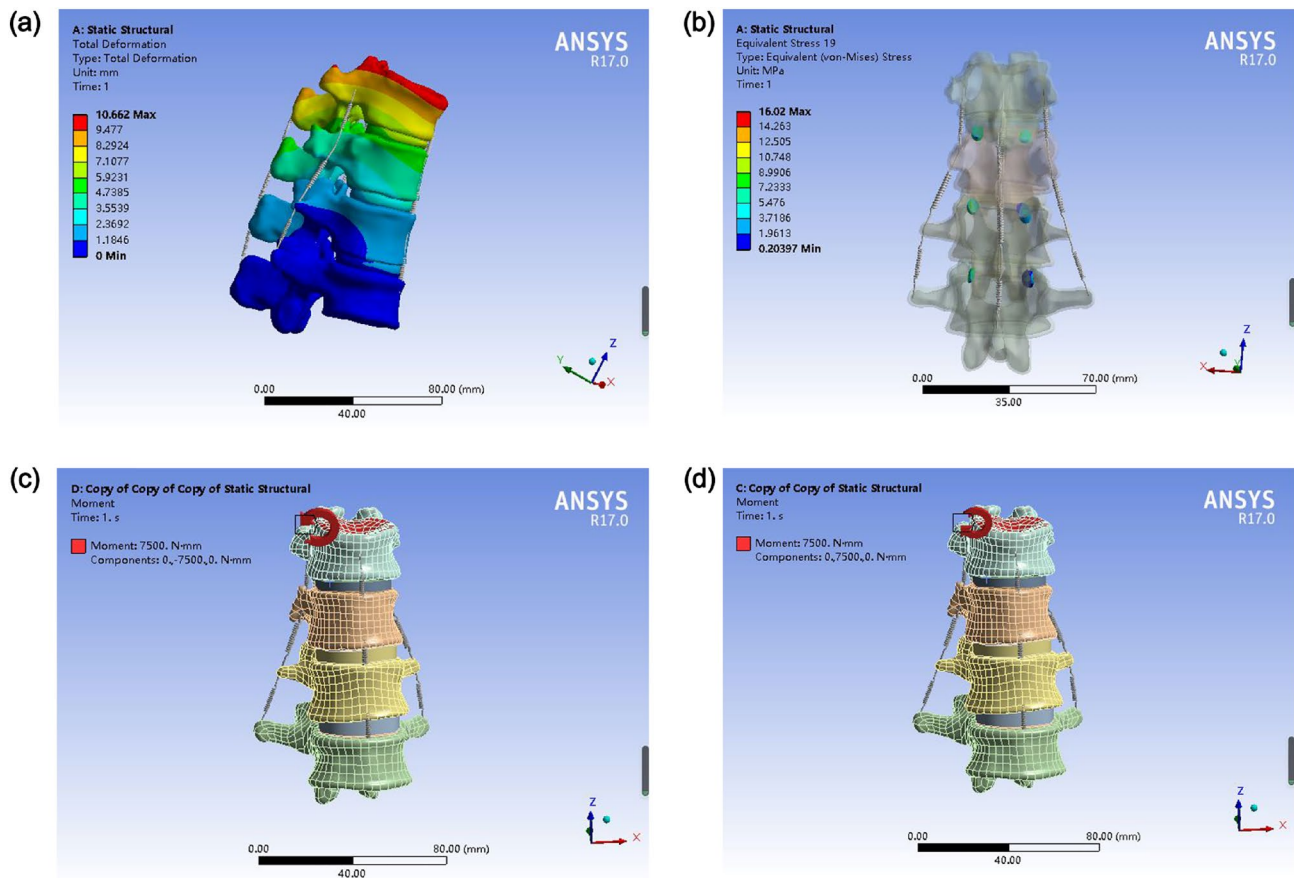 (a)
A: Static Structural
Total Deformation
Type: Total Deformation
Unit: mm
Time: 1
ANSYS
R17.0
10.662 Max
9.477
8.2924
7.1077
5.9231
4.7385
3.5539
2.3692
1.1846
0 Min
Z
Y
X
0.00 80.00 (mm)
40.00
(b)
A: Static Structural
Equivalent Stress 19
Type: Equivalent (von-Mises) Stress
Unit: MPa
Time: 1
ANSYS
R17.0
16.02 Max
14.263
12.505
10.748
8.9906
7.2333
5.476
3.7186
1.9613
0.20397 Min
Z
X
Y
0.00 70.00 (mm)
35.00
(c)
D: Copy of Copy of Copy of Static Structural
Moment
Time: 1. s
ANSYS
R17.0
Moment: 7500. N·mm
Components: 0,-7500,0. N·mm
Z
X
0.00 80.00 (mm)
40.00
(d)
C: Copy of Copy of Static Structural
Moment
Time: 1. s
ANSYS
R17.0
Moment: 7500. N·mm
Components: 0,7500,0. N·mm
Z
X
0.00 80.00 (mm)
40.00